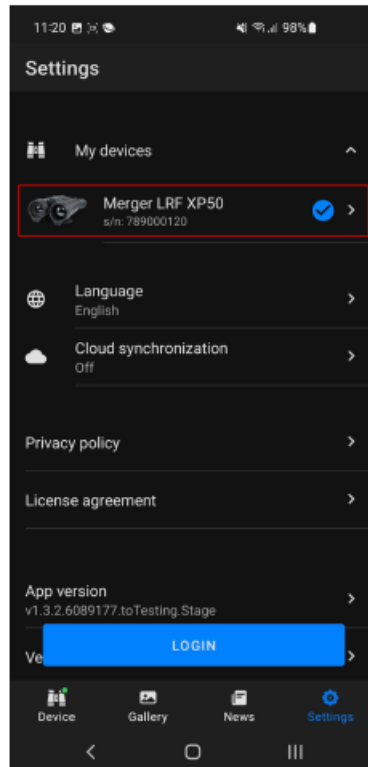 11:20 98%
Settings
My devices
Merger LRF XP50
s/n: 789000120
Language
English
Cloud synchronization
Off
Privacy policy
License agreement
App version
v1.3.2.6089177.toTesting.Stage
LOGIN
Ve
Device Gallery News Settings